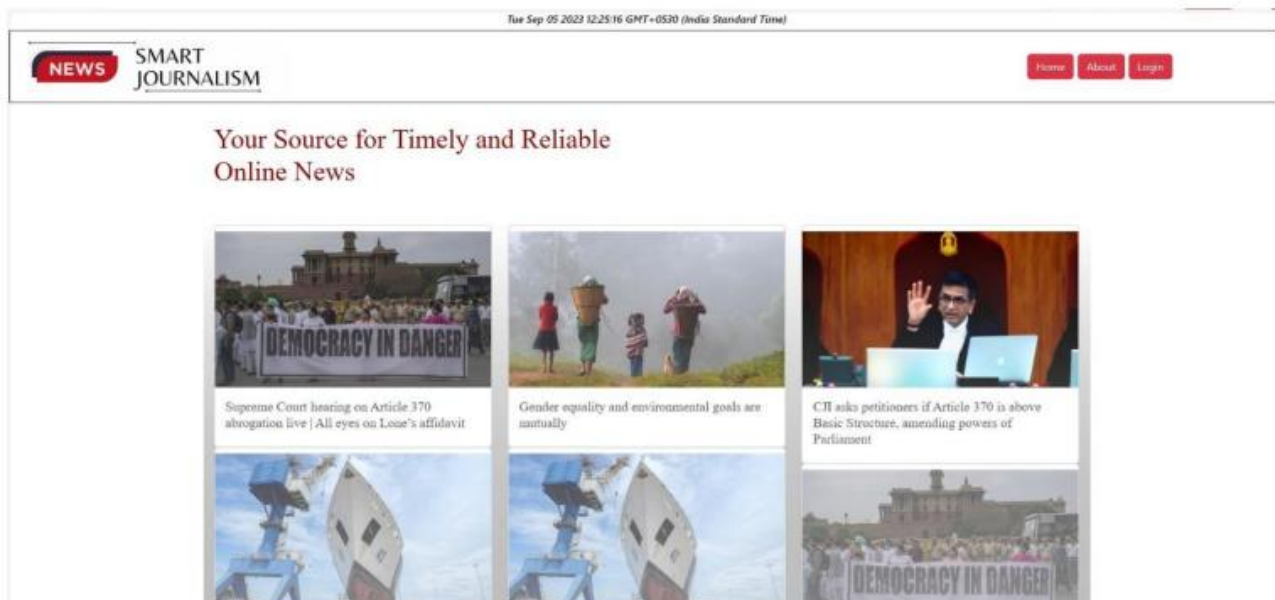 Tue Sep 05 2023 12:25:16 GMT+0530 (India Standard Time)
NEWS
SMART
JOURNALISM
Home
About
Login
Your Source for Timely and Reliable
Online News
DEMOCRACY IN DANGER
Supreme Court hearing on Article 370
abrogation live | All eyes on Lone's affidavit
Gender equality and environmental goals are
mutually
CJI asks petitioners if Article 370 is above
Basic Structure, amending powers of
Parliament
DEMOCRACY IN DANGER